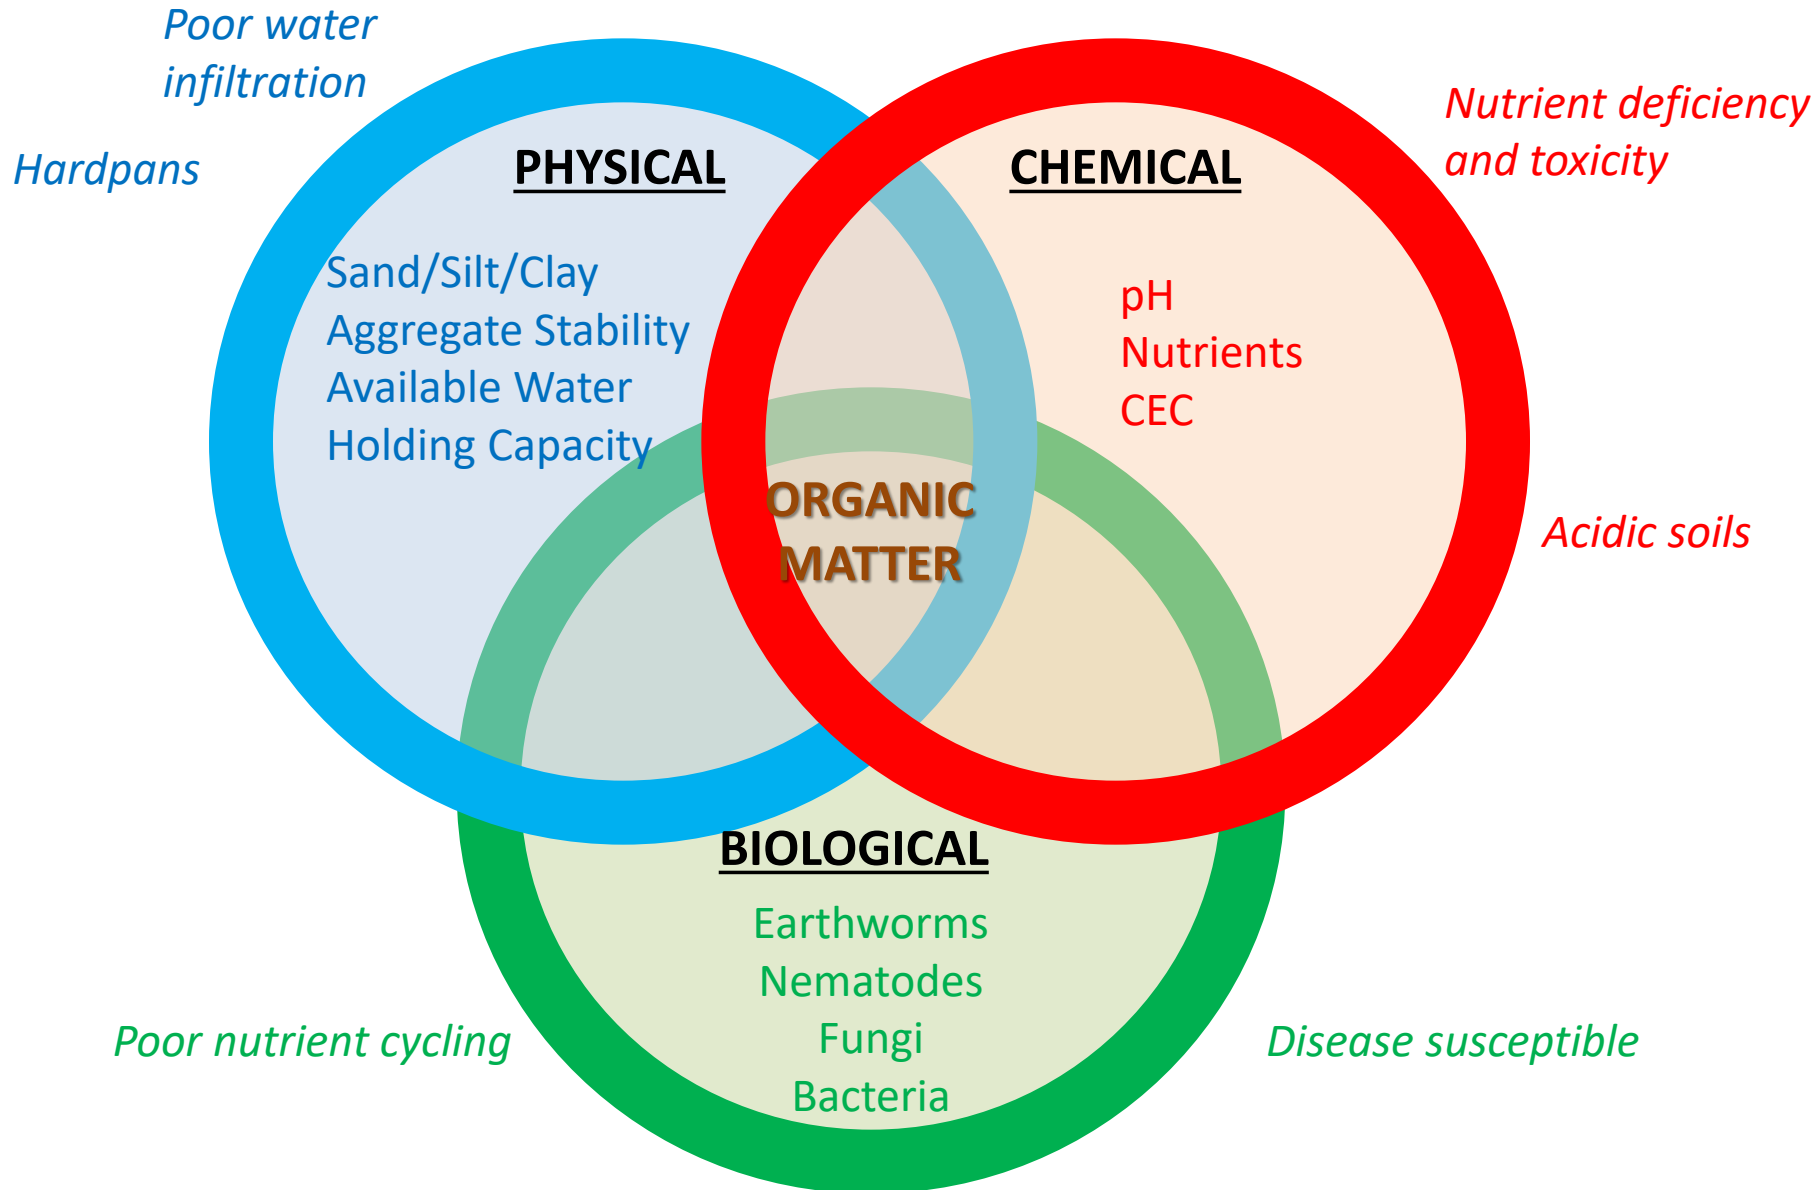 Poor water
infiltration
Hardpans
Nutrient deficiency
and toxicity
PHYSICAL
CHEMICAL
Sand/Silt/Clay
Aggregate Stability
Available Water
Holding Capacity
pH
Nutrients
CEC
ORGANIC
MATTER
Acidic soils
BIOLOGICAL
Earthworms
Nematodes
Fungi
Bacteria
Poor nutrient cycling
Disease susceptible